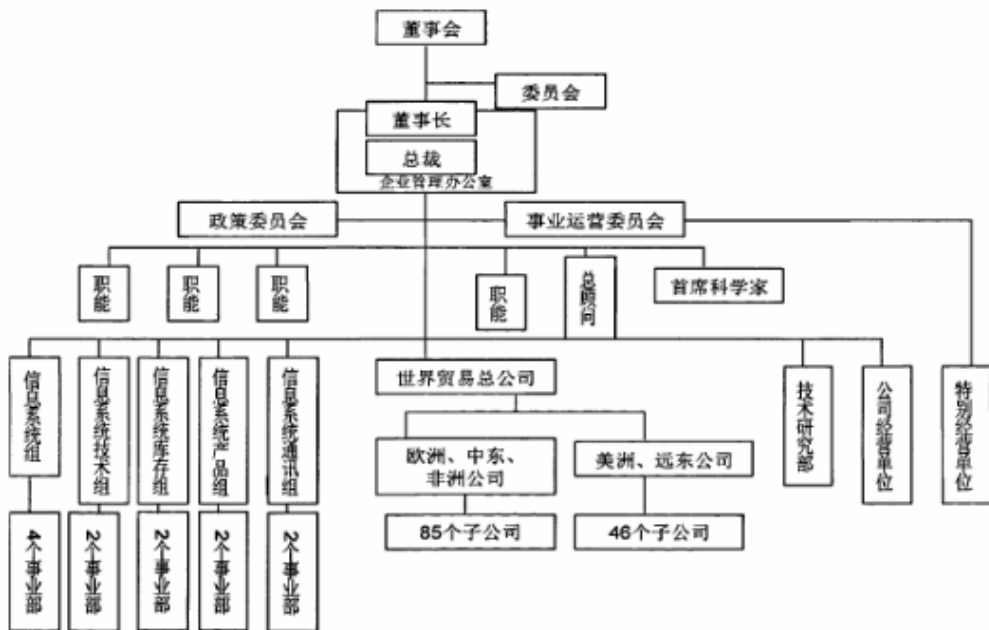 董事会
委员会
董事长
总裁
企业管理办公室
政策委员会
事业运营委员会
职能
职能
职能
职能
总顾问
首席科学家
信息系统组
信息系统技术组
信息系统库存组
信息系统产品组
信息系统通讯组
世界贸易总公司
技术研究部
公司经营单位
特别经营单位
欧洲、中东、
非洲公司
美洲、远东公司
4个事业部
2个事业部
2个事业部
2个事业部
2个事业部
85个子公司
46个子公司